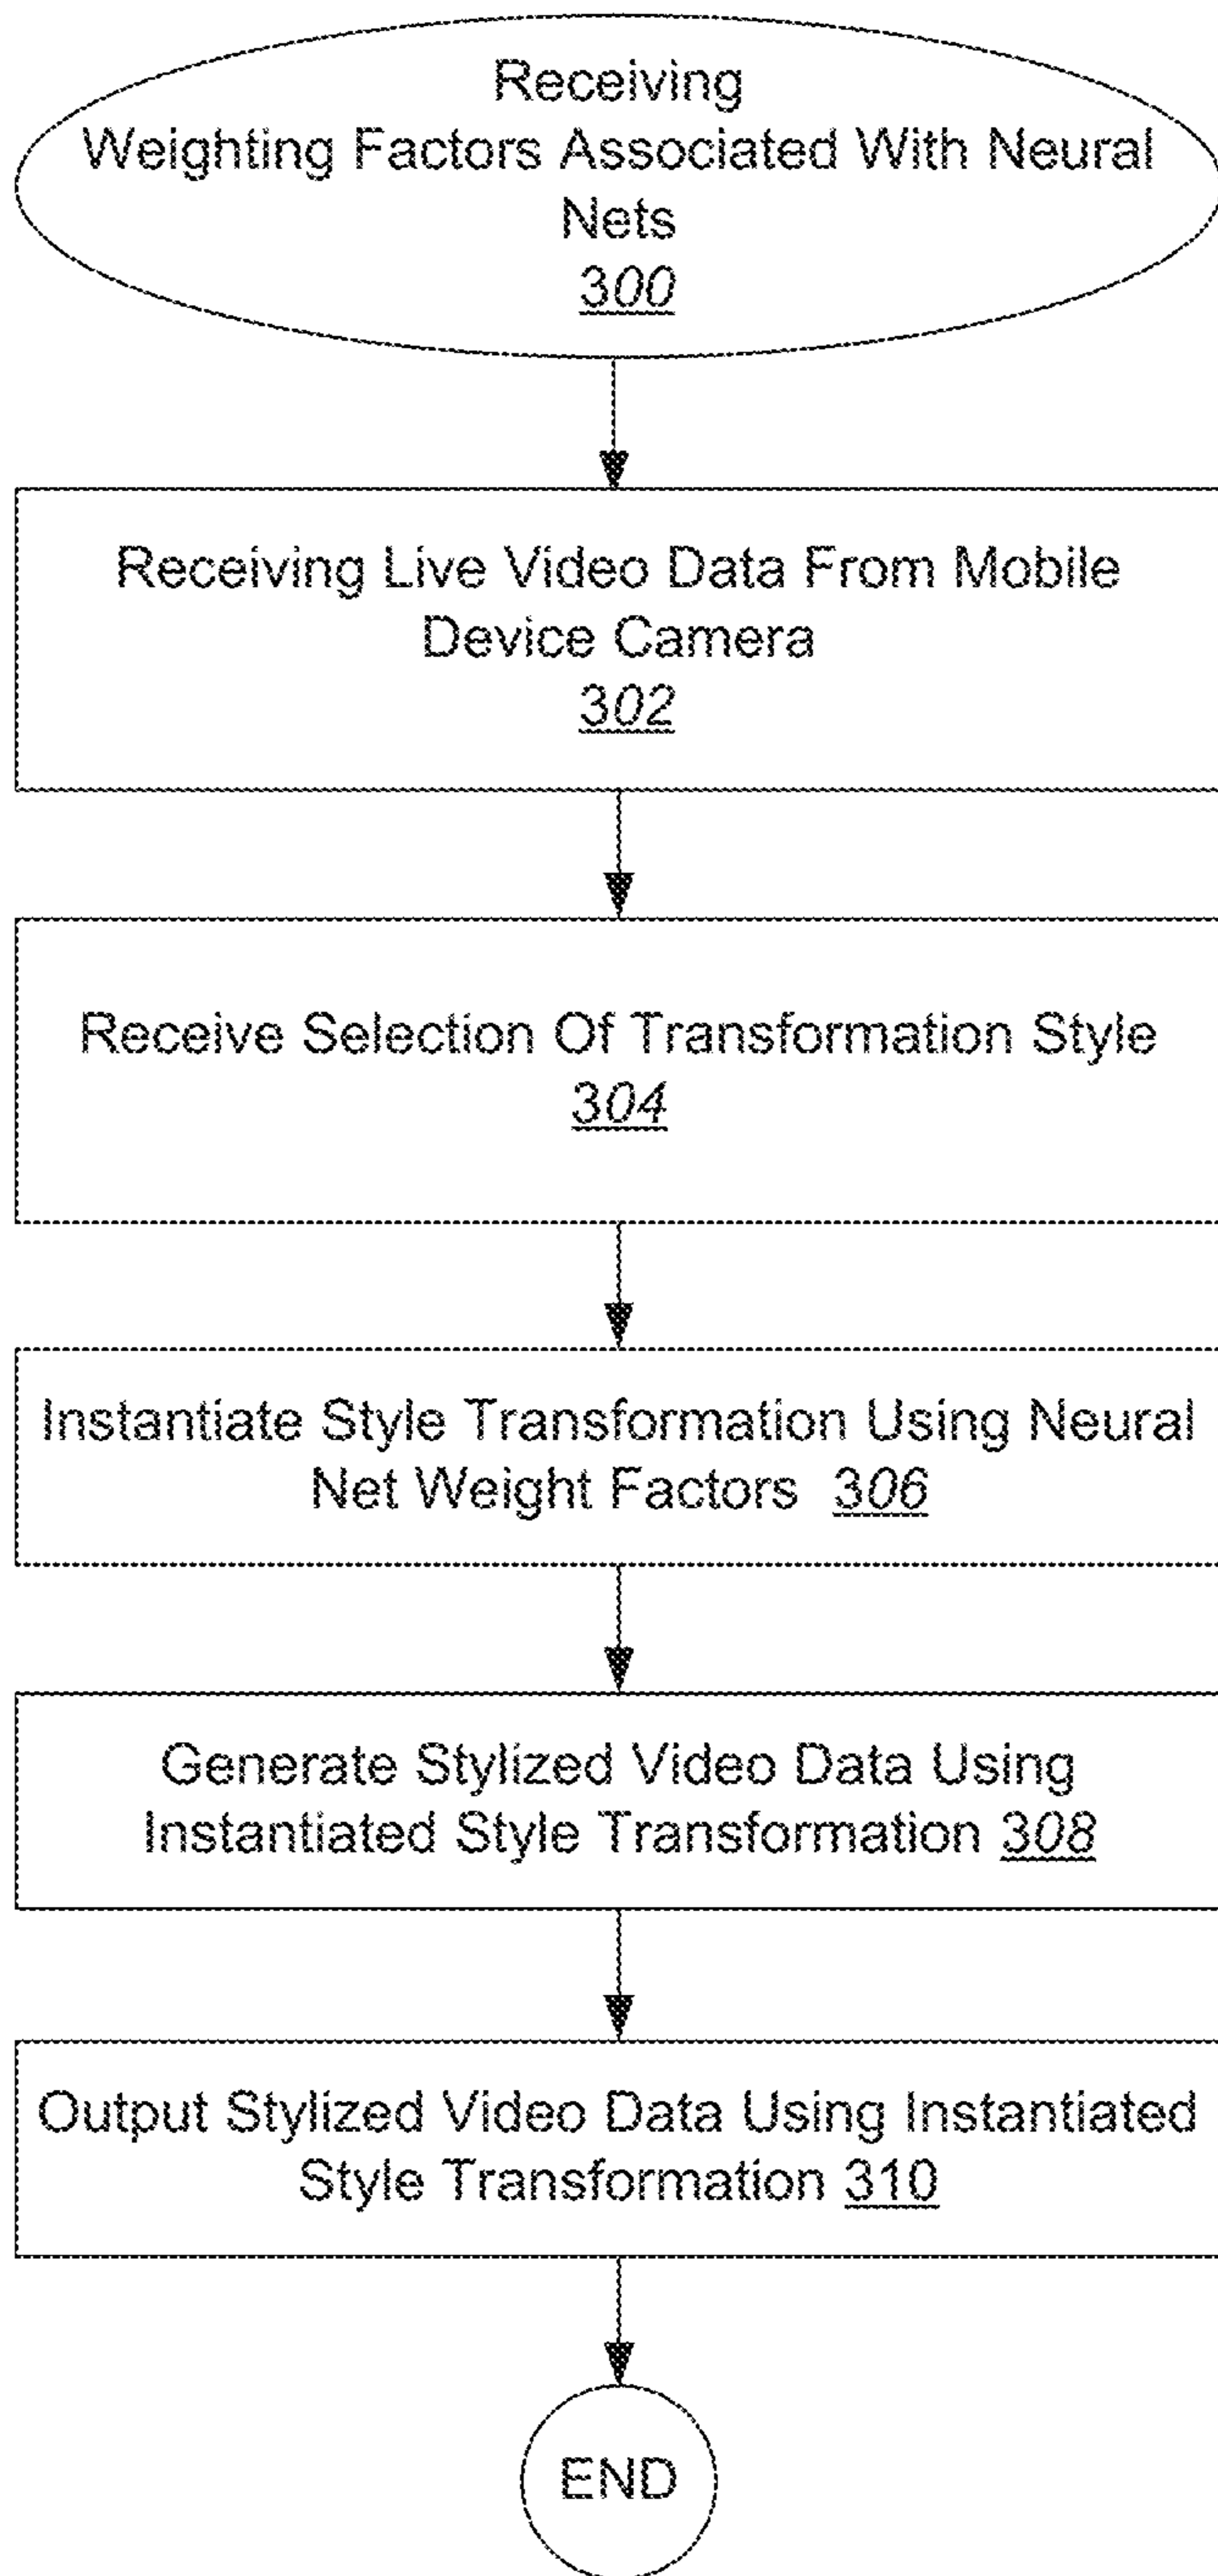 Receiving
Weighting Factors Associated With Neural
Nets
300
Receiving Live Video Data From Mobile
Device Camera
302
Receive Selection Of Transformation Style
304
Instantiate Style Transformation Using Neural
Net Weight Factors 306
Generate Stylized Video Data Using
Instantiated Style Transformation 308
Output Stylized Video Data Using Instantiated
Style Transformation 310
END